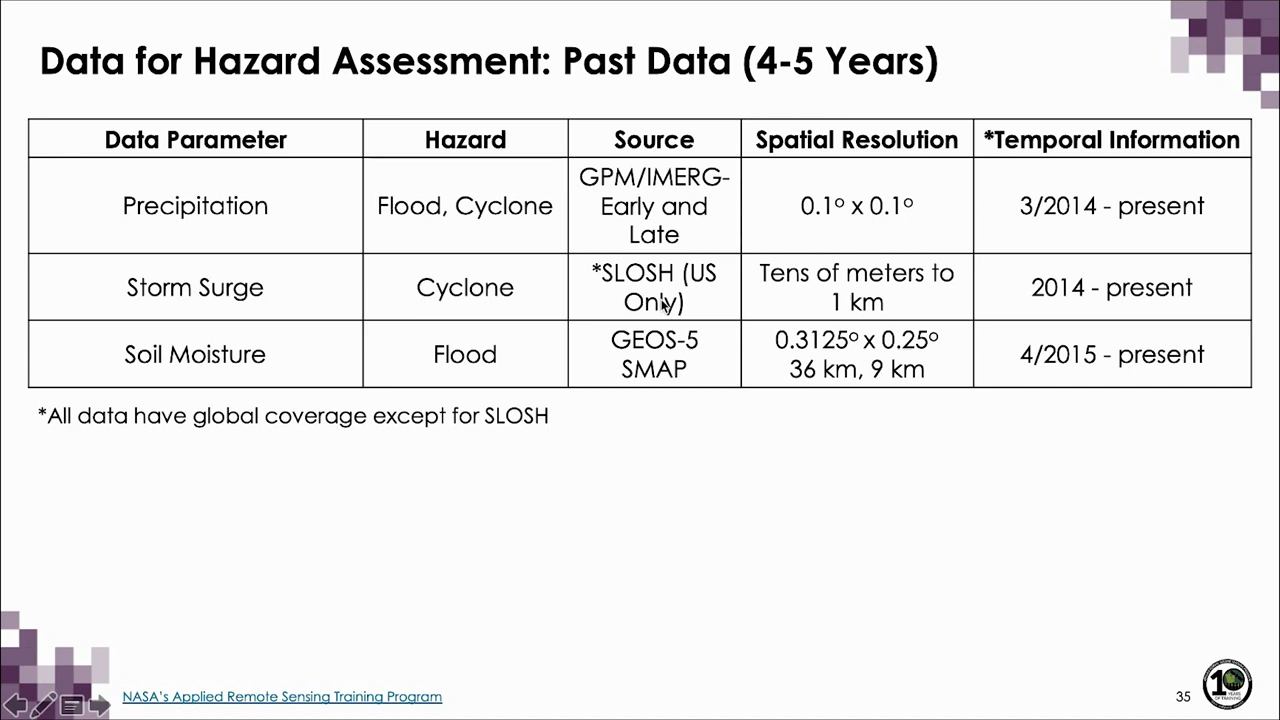 Data for Hazard Assessment: Past Data (4-5 Years)
Data Parameter
Hazard
Source
Spatial Resolution
*Temporal Information
Precipitation
Flood, Cyclone
GPM/IMERG-
Early and
Late
0.1° x 0.1°
3/2014 - present
Storm Surge
Cyclone
*SLOSH (US
Only)
Tens of meters to
1 km
2014 - present
Soil Moisture
Flood
GEOS-5
SMAP
0.3125° x 0.25°
36 km, 9 km
4/2015 - present
*All data have global coverage except for SLOSH
NASA's Applied Remote Sensing Training Program
35